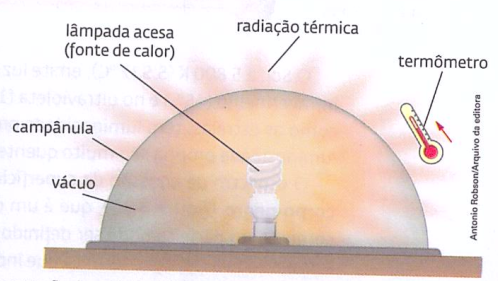 lâmpada acesa
(fonte de calor)
radiação térmica
termômetro
campânula
vácuo
Antonio Robson/Arquivo da editora